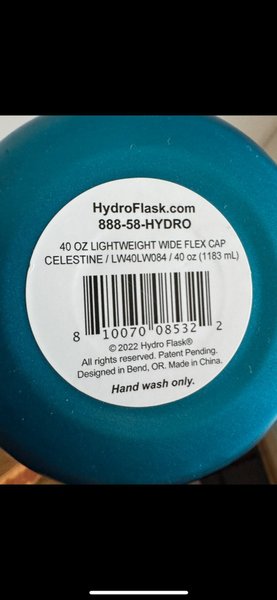 HydroFlask.com
888-58-HYDRO
40 OZ LIGHTWEIGHT WIDE FLEX CAP
CELESTINE / LW40LW084 / 40 oz (1183 mL)
8 10070 08532 2
© 2022 Hydro Flask®
All rights reserved. Patent Pending.
Designed in Bend, OR. Made in China.
Hand wash only.